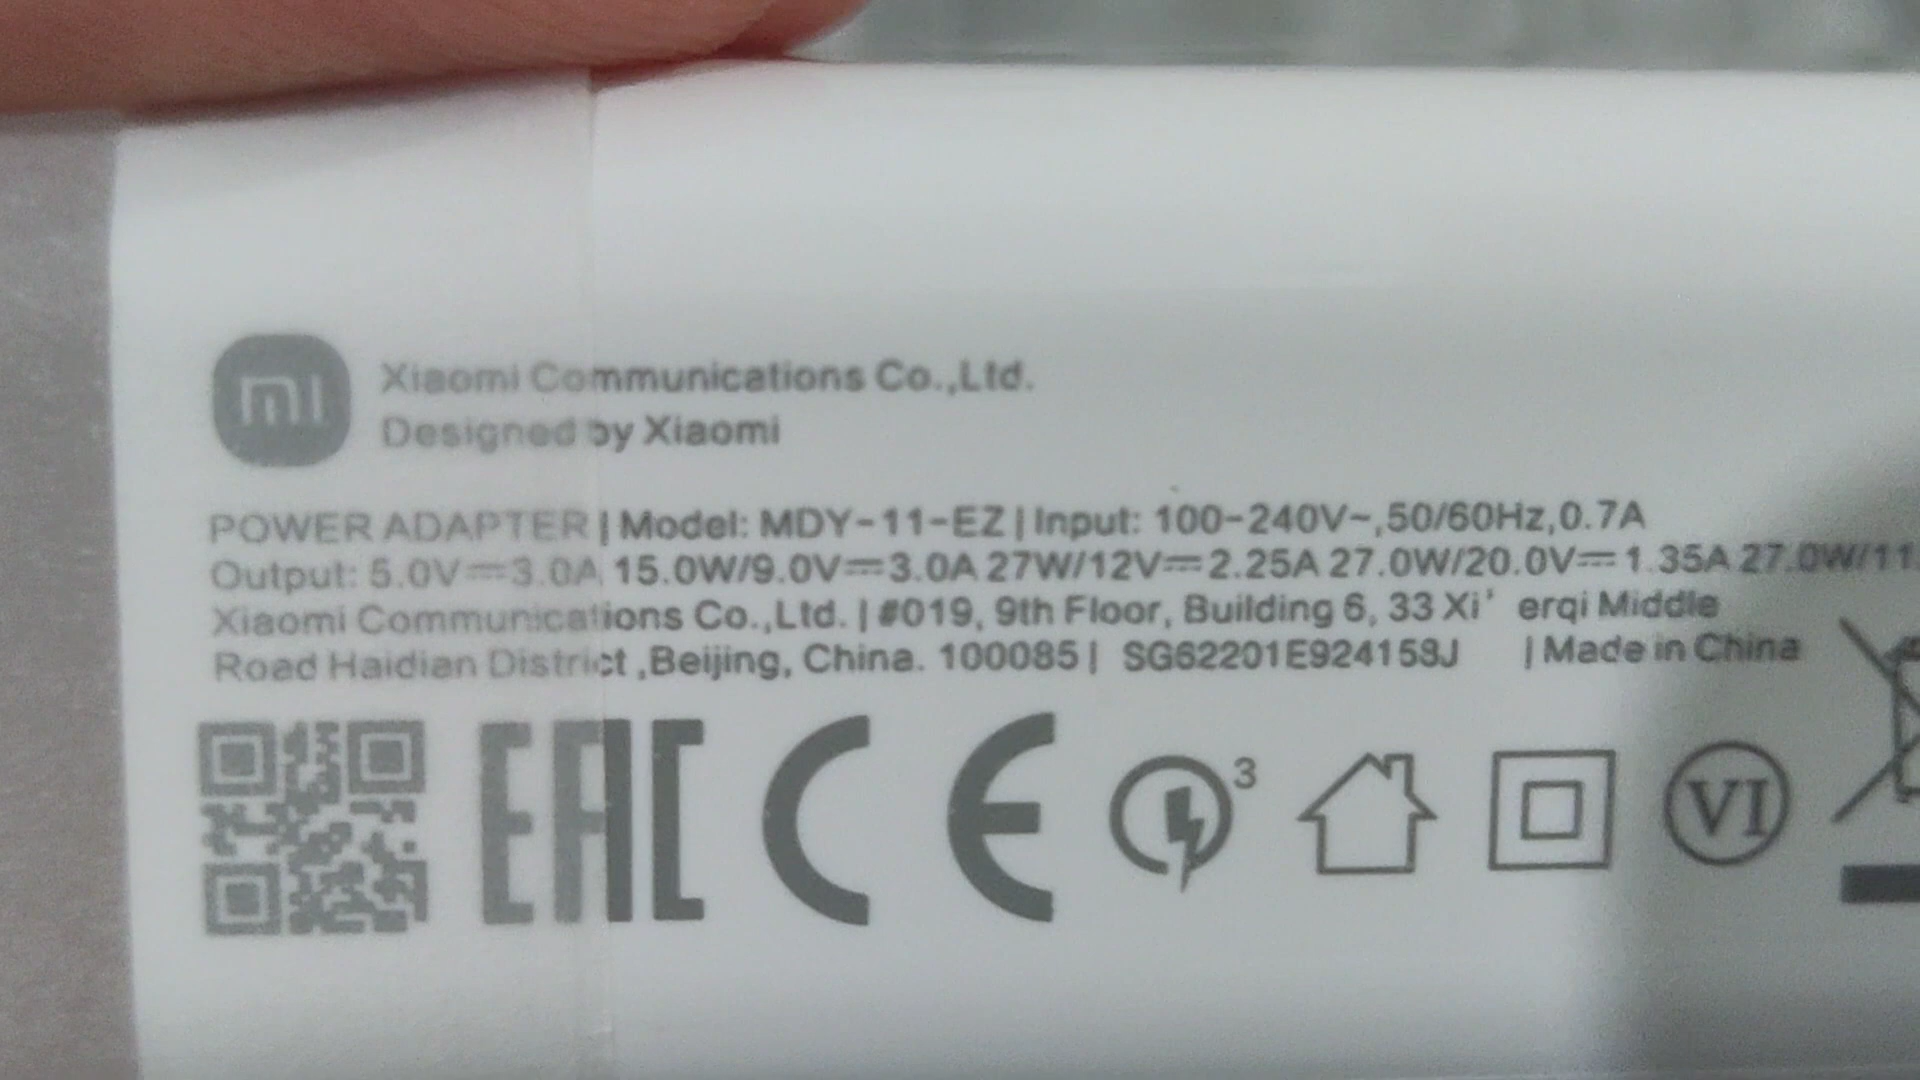 mi
Xiaomi Communications Co.,Ltd.
Designed by Xiaomi
POWER ADAPTER | Model: MDY-11-EZ | Input: 100-240V~,50/60Hz,0.7A
Output: 5.0V⎓3.0A 15.0W/9.0V⎓3.0A 27W/12V⎓2.25A 27.0W/20.0V⎓1.35A 27.0W/11.
Xiaomi Communications Co.,Ltd. | #019, 9th Floor, Building 6, 33 Xi' erqi Middle
Road Haidian District ,Beijing, China. 100085 | SG62201E924158J | Made in China
EAC CE 3 VI